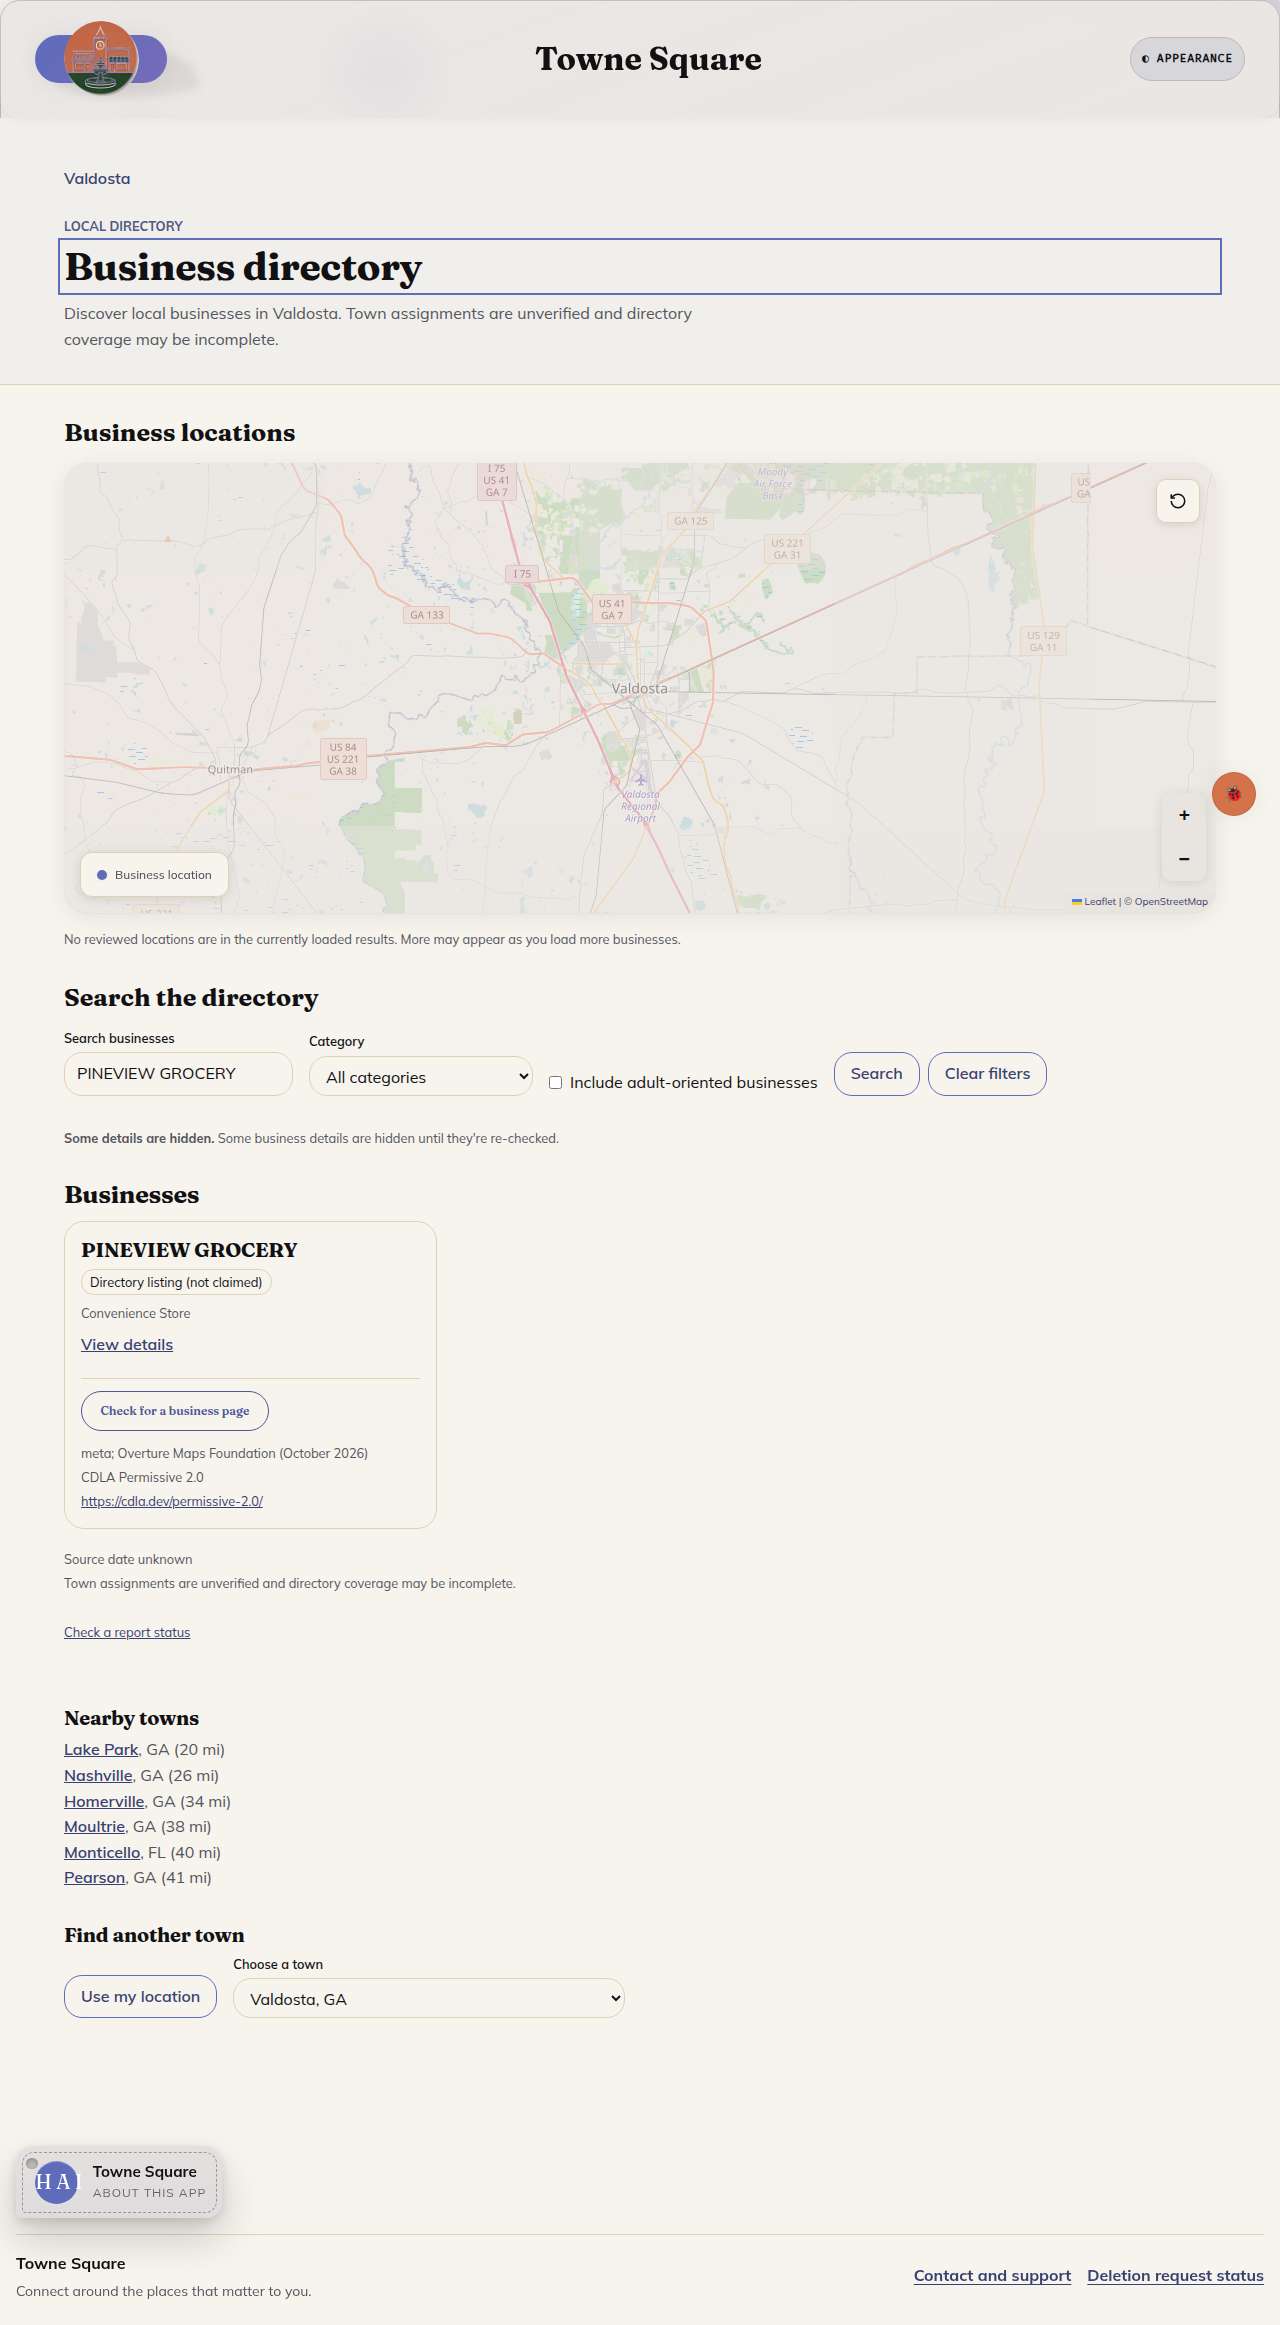 Towne Square
◐ APPEARANCE
Valdosta
LOCAL DIRECTORY
Business directory
Discover local businesses in Valdosta. Town assignments are unverified and directory
coverage may be incomplete.
Business locations
I 75
US 41
GA 7
Moody
Air Force
Base
US
GA
GA 125
US 221
GA 31
I 75
US 41
GA 7
GA 133
US 129
GA 11
Valdosta
US 84
US 221
GA 38
Quitman
Valdosta
Regional
Airport
+
−
Business location
US 221
Leaflet | © OpenStreetMap
No reviewed locations are in the currently loaded results. More may appear as you load more businesses.
Search the directory
Search businesses
Category
PINEVIEW GROCERY
All categories
Include adult-oriented businesses
Search
Clear filters
Some details are hidden. Some business details are hidden until they're re-checked.
Businesses
PINEVIEW GROCERY
Directory listing (not claimed)
Convenience Store
View details
Check for a business page
meta; Overture Maps Foundation (October 2026)
CDLA Permissive 2.0
https://cdla.dev/permissive-2.0/
Source date unknown
Town assignments are unverified and directory coverage may be incomplete.
Check a report status
Nearby towns
Lake Park, GA (20 mi)
Nashville, GA (26 mi)
Homerville, GA (34 mi)
Moultrie, GA (38 mi)
Monticello, FL (40 mi)
Pearson, GA (41 mi)
Find another town
Choose a town
Use my location
Valdosta, GA
HAI
Towne Square
ABOUT THIS APP
Towne Square
Connect around the places that matter to you.
Contact and support
Deletion request status